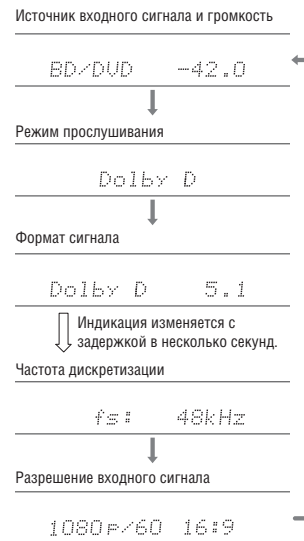 Источник входного сигнала и громкость
BD/DVD -42.0
Режим прослушивания
Dolby D
Формат сигнала
Dolby D 5.1
Индикация изменяется с
задержкой в несколько секунд.
Частота дискретизации
fs: 48kHz
Разрешение входного сигнала
1080p/60 16:9